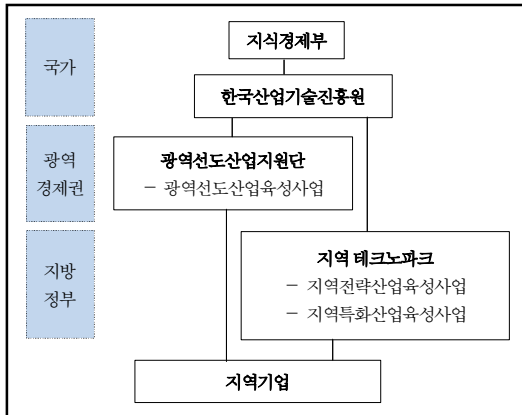 지식경제부
국가
한국산업기술진흥원
광역
경제권
광역선도산업지원단
- 광역선도산업육성사업
지방
정부
지역 테크노파크
- 지역전략산업육성사업
- 지역특화산업육성사업
지역기업